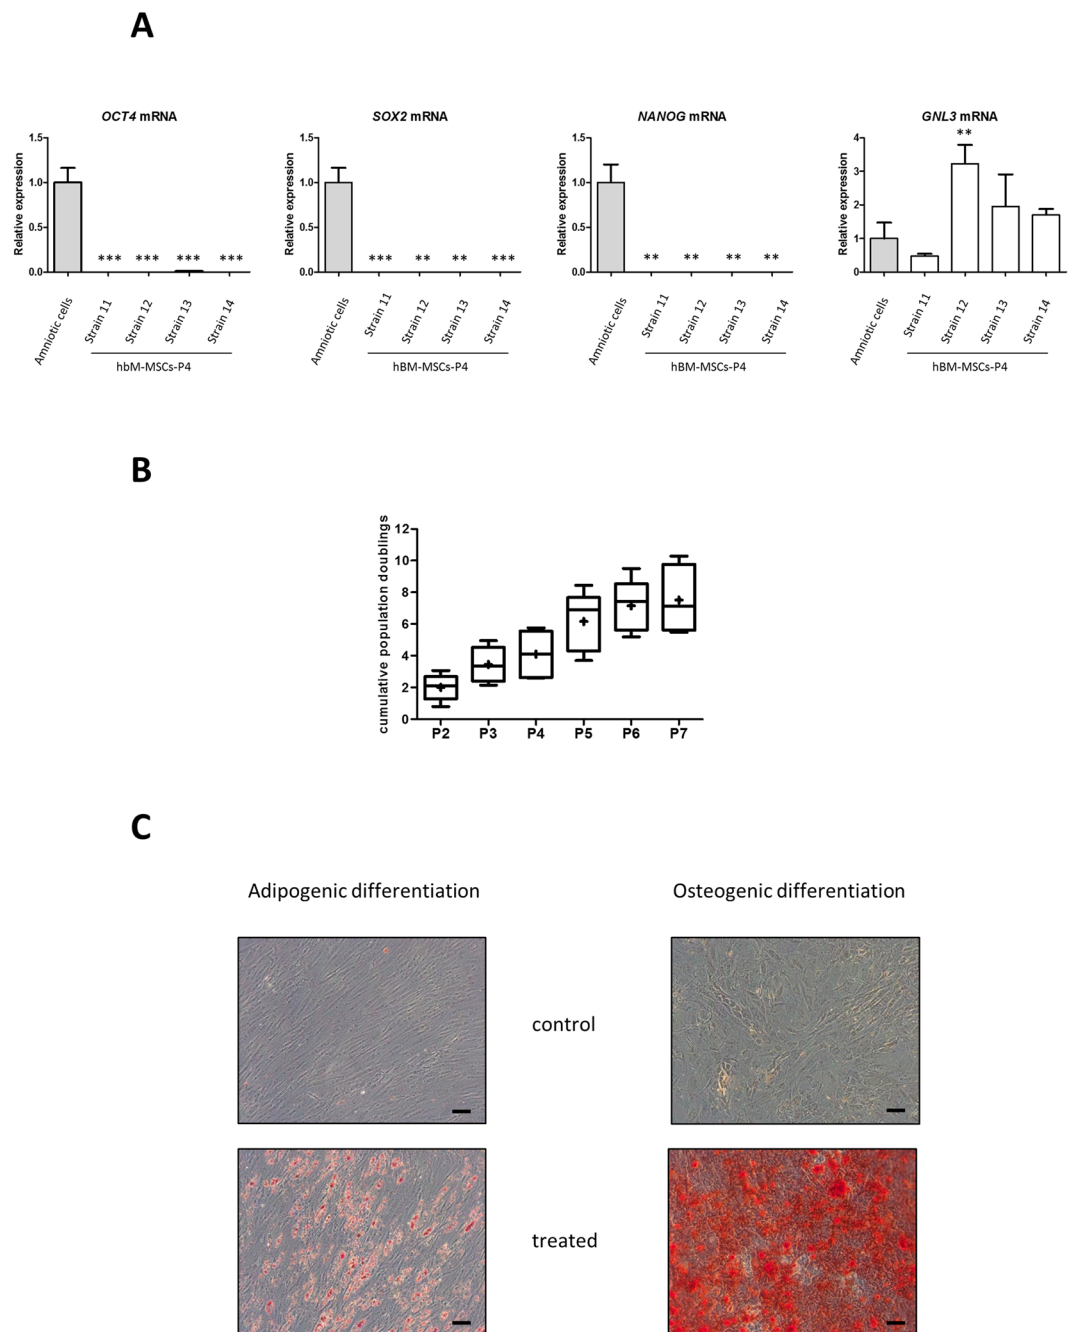 A
OCT4 mRNA
SOX2 mRNA
NANOG mRNA
GNL3 mRNA
Relative expression
1.5
1.0
0.5
0.0
*** *** *** ***
Amniotic cells
Strain 11
Strain 12
Strain 13
Strain 14
hbM-MSCs-P4
Relative expression
1.5
1.0
0.5
0.0
*** ** ** ***
Amniotic cells
Strain 11
Strain 12
Strain 13
Strain 14
hBM-MSCs-P4
Relative expression
1.5
1.0
0.5
0.0
** ** ** **
Amniotic cells
Strain 11
Strain 12
Strain 13
Strain 14
hBM-MSCs-P4
Relative expression
4
3
2
1
0
**
Amniotic cells
Strain 11
Strain 12
Strain 13
Strain 14
hBM-MSCs-P4
B
cumulative population doublings
12
10
8
6
4
2
0
P2 P3 P4 P5 P6 P7
C
Adipogenic differentiation
Osteogenic differentiation
control
treated